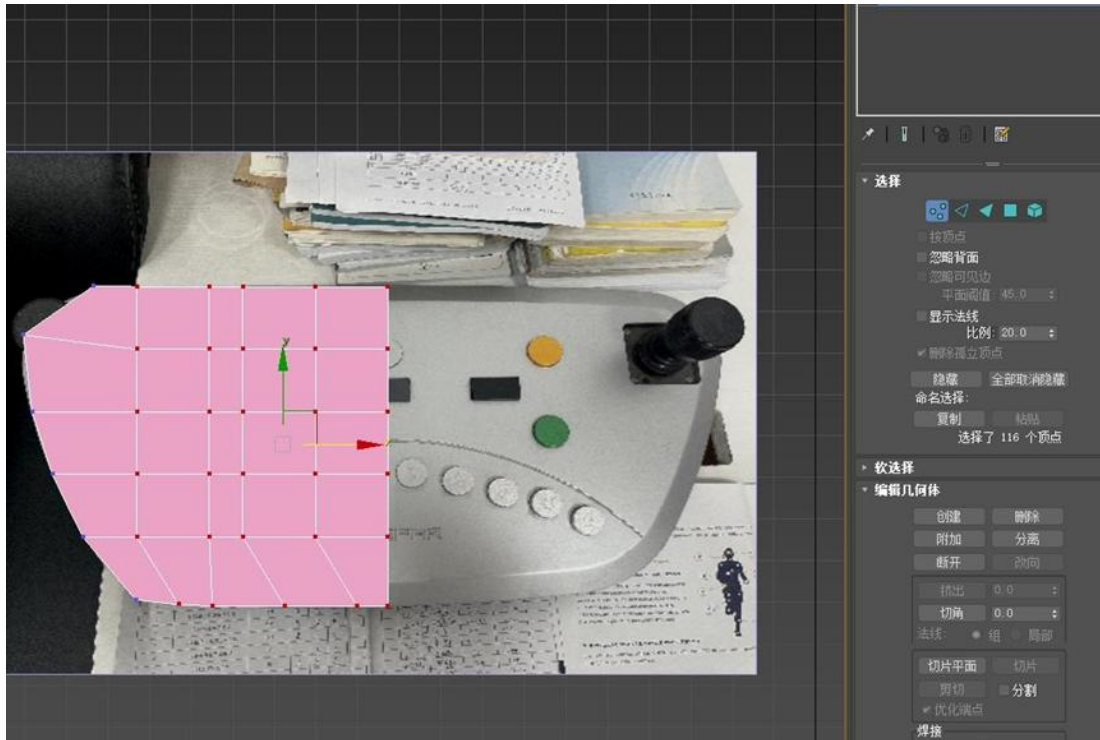 y
选择
按顶点
忽略背面
忽略可见边
平面阈值 45.0
显示法线
比例: 20.0
删除孤立顶点
隐藏 全部取消隐藏
命名选择:
复制 粘贴
选择了 116 个顶点
软选择
编辑几何体
创建 删除
附加 分离
断开 改向
挤出 0.0
切角 0.0
法线: 组 局部
切片平面 切片
剪切 分割
优化端点
焊接